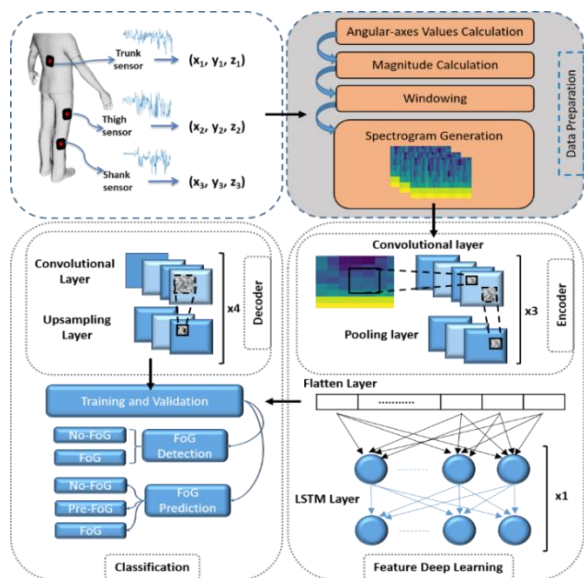 Trunk
sensor
(x₁, y₁, z₁)
Thigh
sensor
(x₂, y₂, z₂)
Shank
sensor
(x₃, y₃, z₃)
Angular-axes Values Calculation
Magnitude Calculation
Windowing
Spectrogram Generation
Data Preparation
Convolutional
Layer
Upsampling
Layer
x4
Decoder
Convolutional layer
Pooling layer
x3
Encoder
Training and Validation
No-FoG
FoG
FoG
Detection
No-FoG
Pre-FoG
FoG
FoG
Prediction
Classification
Flatten Layer
LSTM Layer
x1
Feature Deep Learning